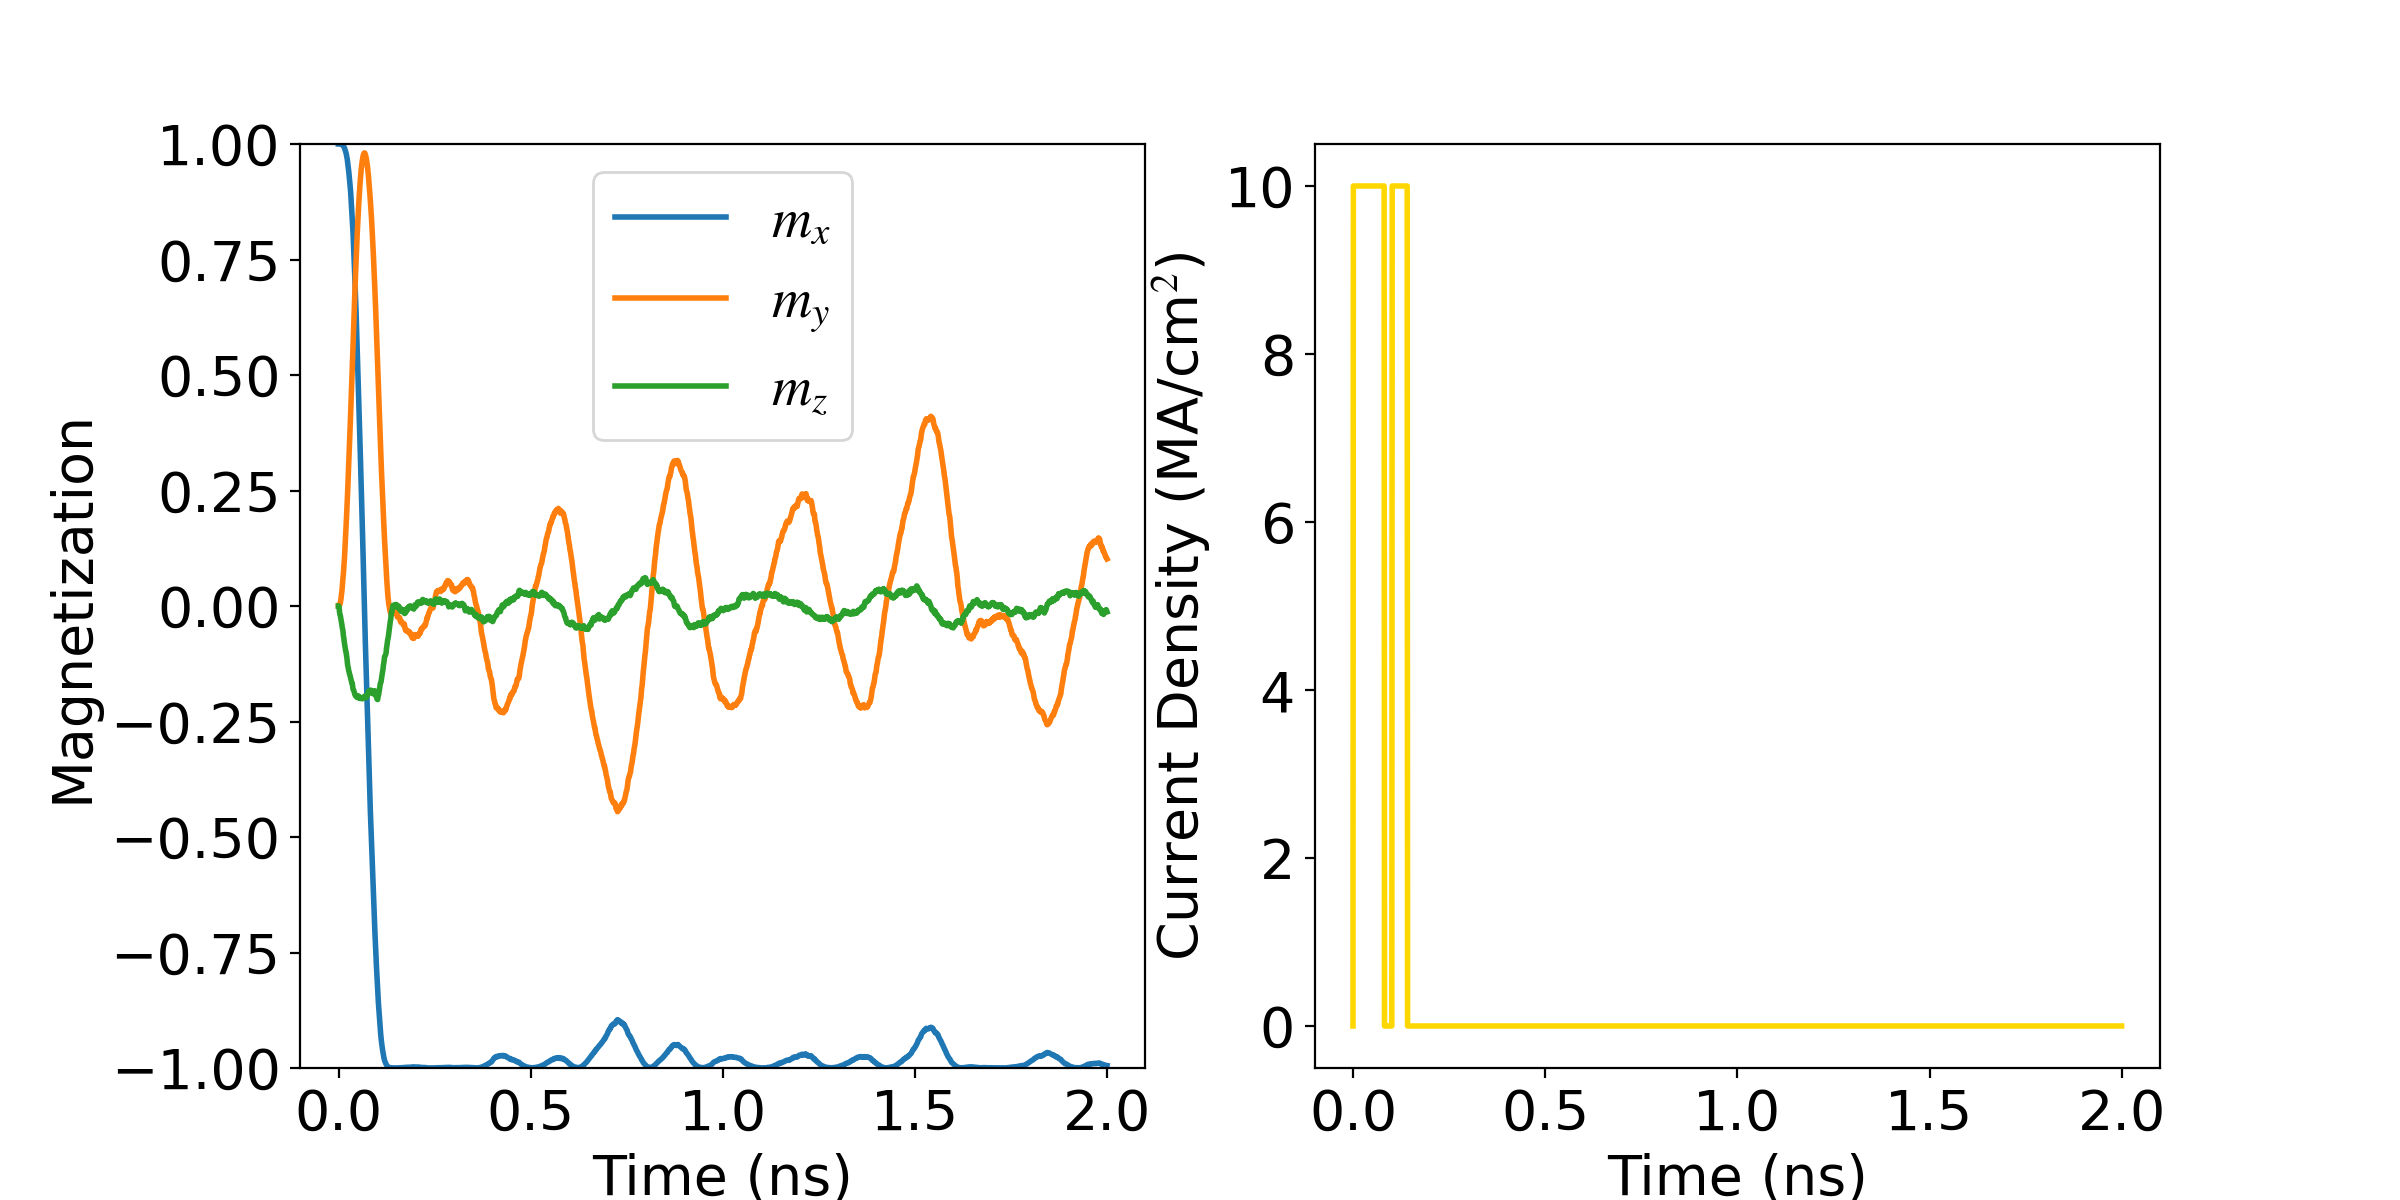 Magnetization
1.00
0.75
0.50
0.25
0.00
−0.25
−0.50
−0.75
−1.00
0.0 0.5 1.0 1.5 2.0
Time (ns)
m_x
m_y
m_z
Current Density (MA/cm²)
10
8
6
4
2
0
0.0 0.5 1.0 1.5 2.0
Time (ns)